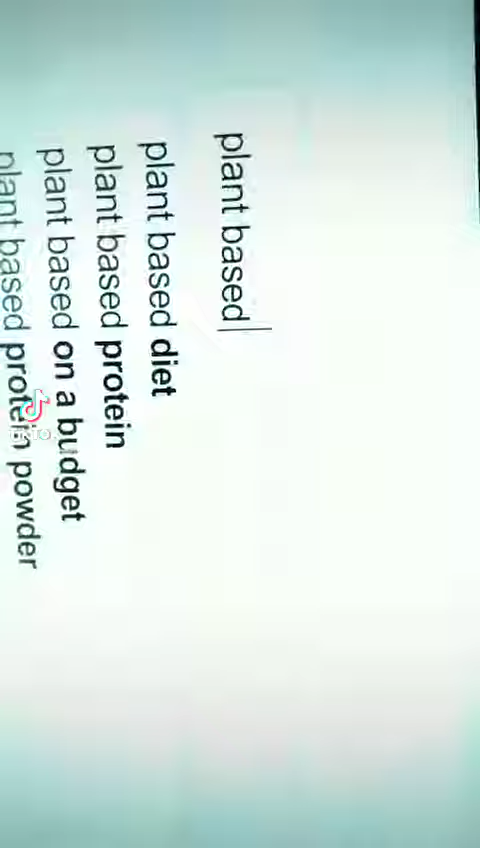 plant based
plant based diet
plant based protein
plant based on a budget
plant based protein powder